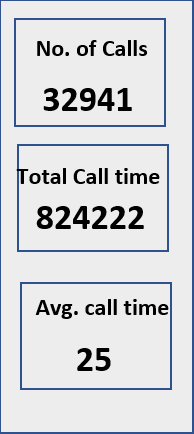 No. of Calls
32941
Total Call time
824222
Avg. call time
25